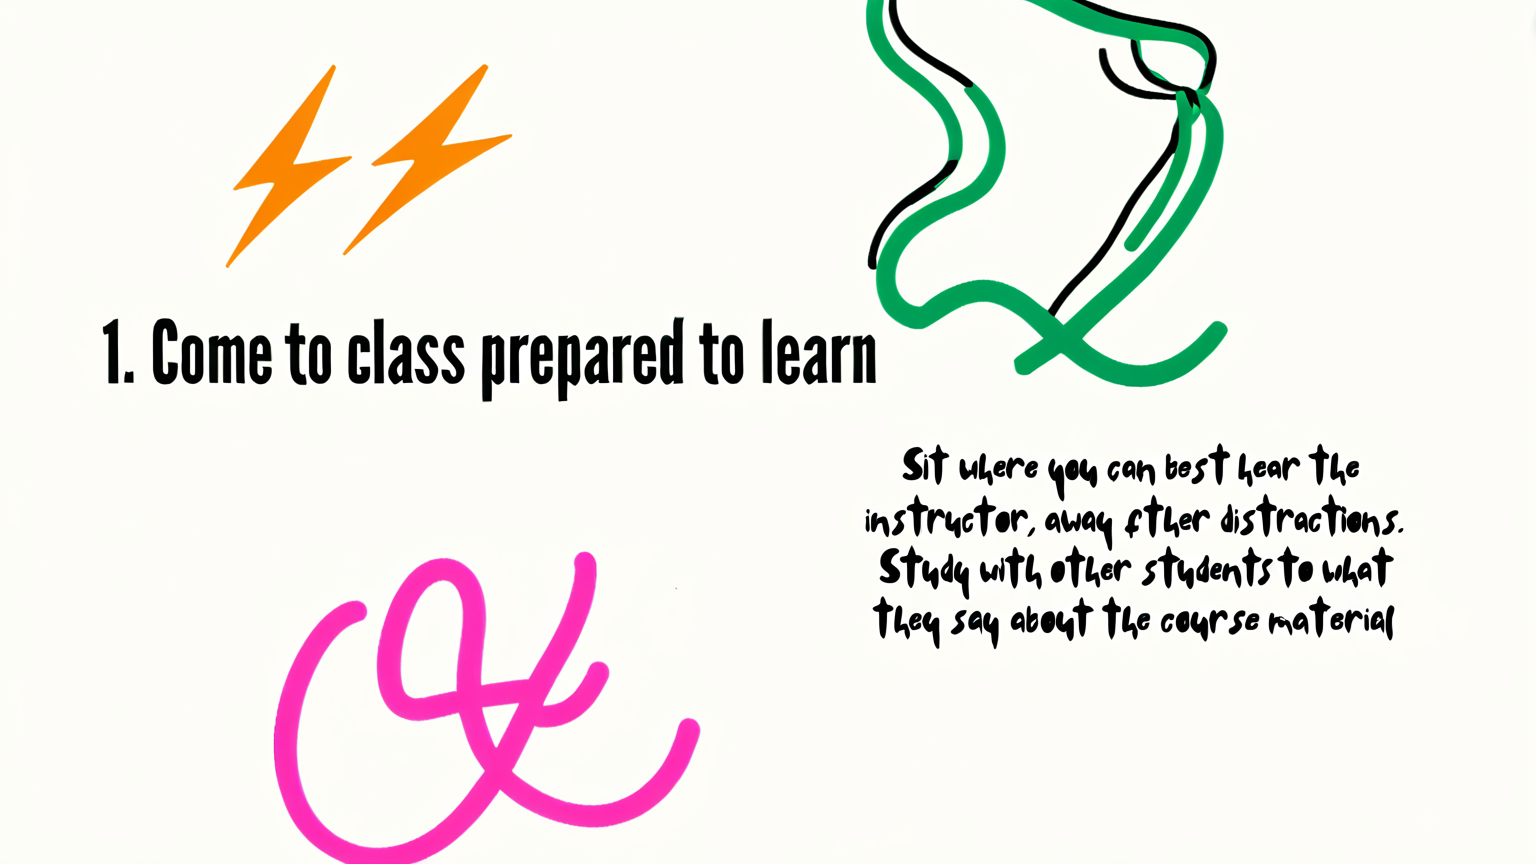 1. Come to class prepared to learn
Sit where you can best hear the
instructor, away fther distractions.
Study with other students to what
they say about the course material